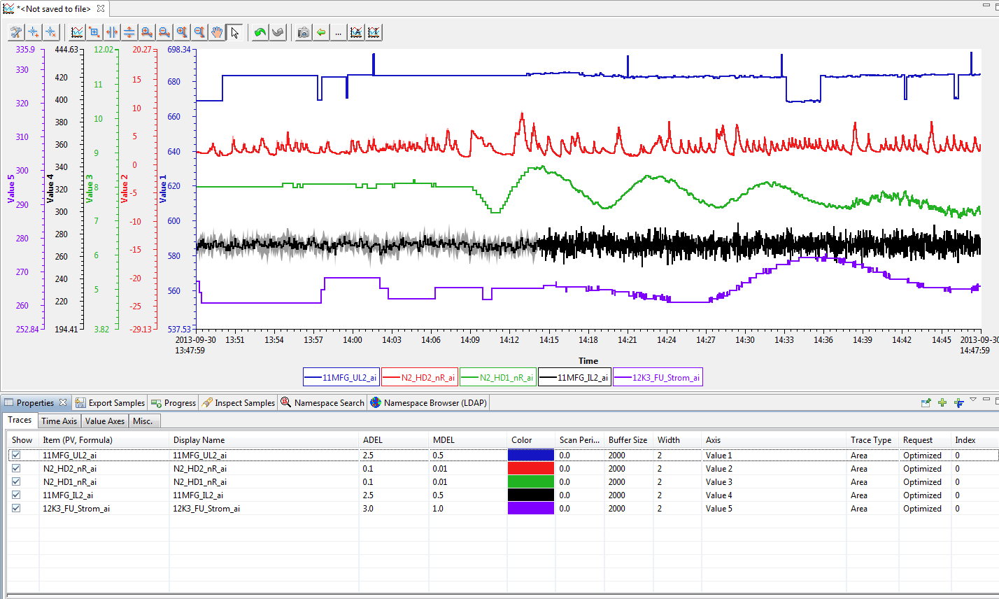 *<Not saved to file>
...
335.9 444.63 12.02 20.27 698.34
330 420 11 15 680
320 400 10 10 660
310 380 9 5 640
300 360 8 0 620
290 340 7 -5 600
280 320 6 -10 580
270 300 5 -15 560
260 280 3.82 -20 537.53
252.84 260 -25
240 -29.13
220
194.41
Value 5 Value 4 Value 3 Value 2 Value 1
2013-09-30 13:51 13:54 13:57 14:00 14:03 14:06 14:09 14:12 14:15 14:18 14:21 14:24 14:27 14:30 14:33 14:36 14:39 14:42 14:45 2013-09-30
13:47:59 14:47:59
Time
11MFG_UL2_ai N2_HD2_nR_ai N2_HD1_nR_ai 11MFG_IL2_ai 12K3_FU_Strom_ai
Properties Export Samples Progress Inspect Samples Namespace Search Namespace Browser (LDAP)
Traces Time Axis Value Axes Misc.
Show Item (PV, Formula) Display Name ADEL MDEL Color Scan Peri... Buffer Size Width Axis Trace Type Request Index
11MFG_UL2_ai 11MFG_UL2_ai 2.5 0.5 0.0 2000 2 Value 1 Area Optimized 0
N2_HD2_nR_ai N2_HD2_nR_ai 0.1 0.01 0.0 2000 2 Value 2 Area Optimized 0
N2_HD1_nR_ai N2_HD1_nR_ai 0.1 0.01 0.0 2000 2 Value 3 Area Optimized 0
11MFG_IL2_ai 11MFG_IL2_ai 2.5 0.5 0.0 2000 2 Value 4 Area Optimized 0
12K3_FU_Strom_ai 12K3_FU_Strom_ai 3.0 1.0 0.0 2000 2 Value 5 Area Optimized 0